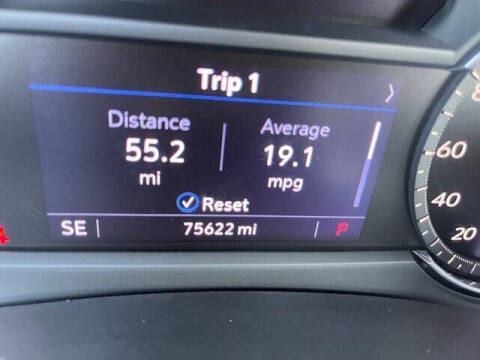 Trip 1
Distance Average
55.2 19.1
mi mpg
Reset
SE 75622 mi P
60
40
20